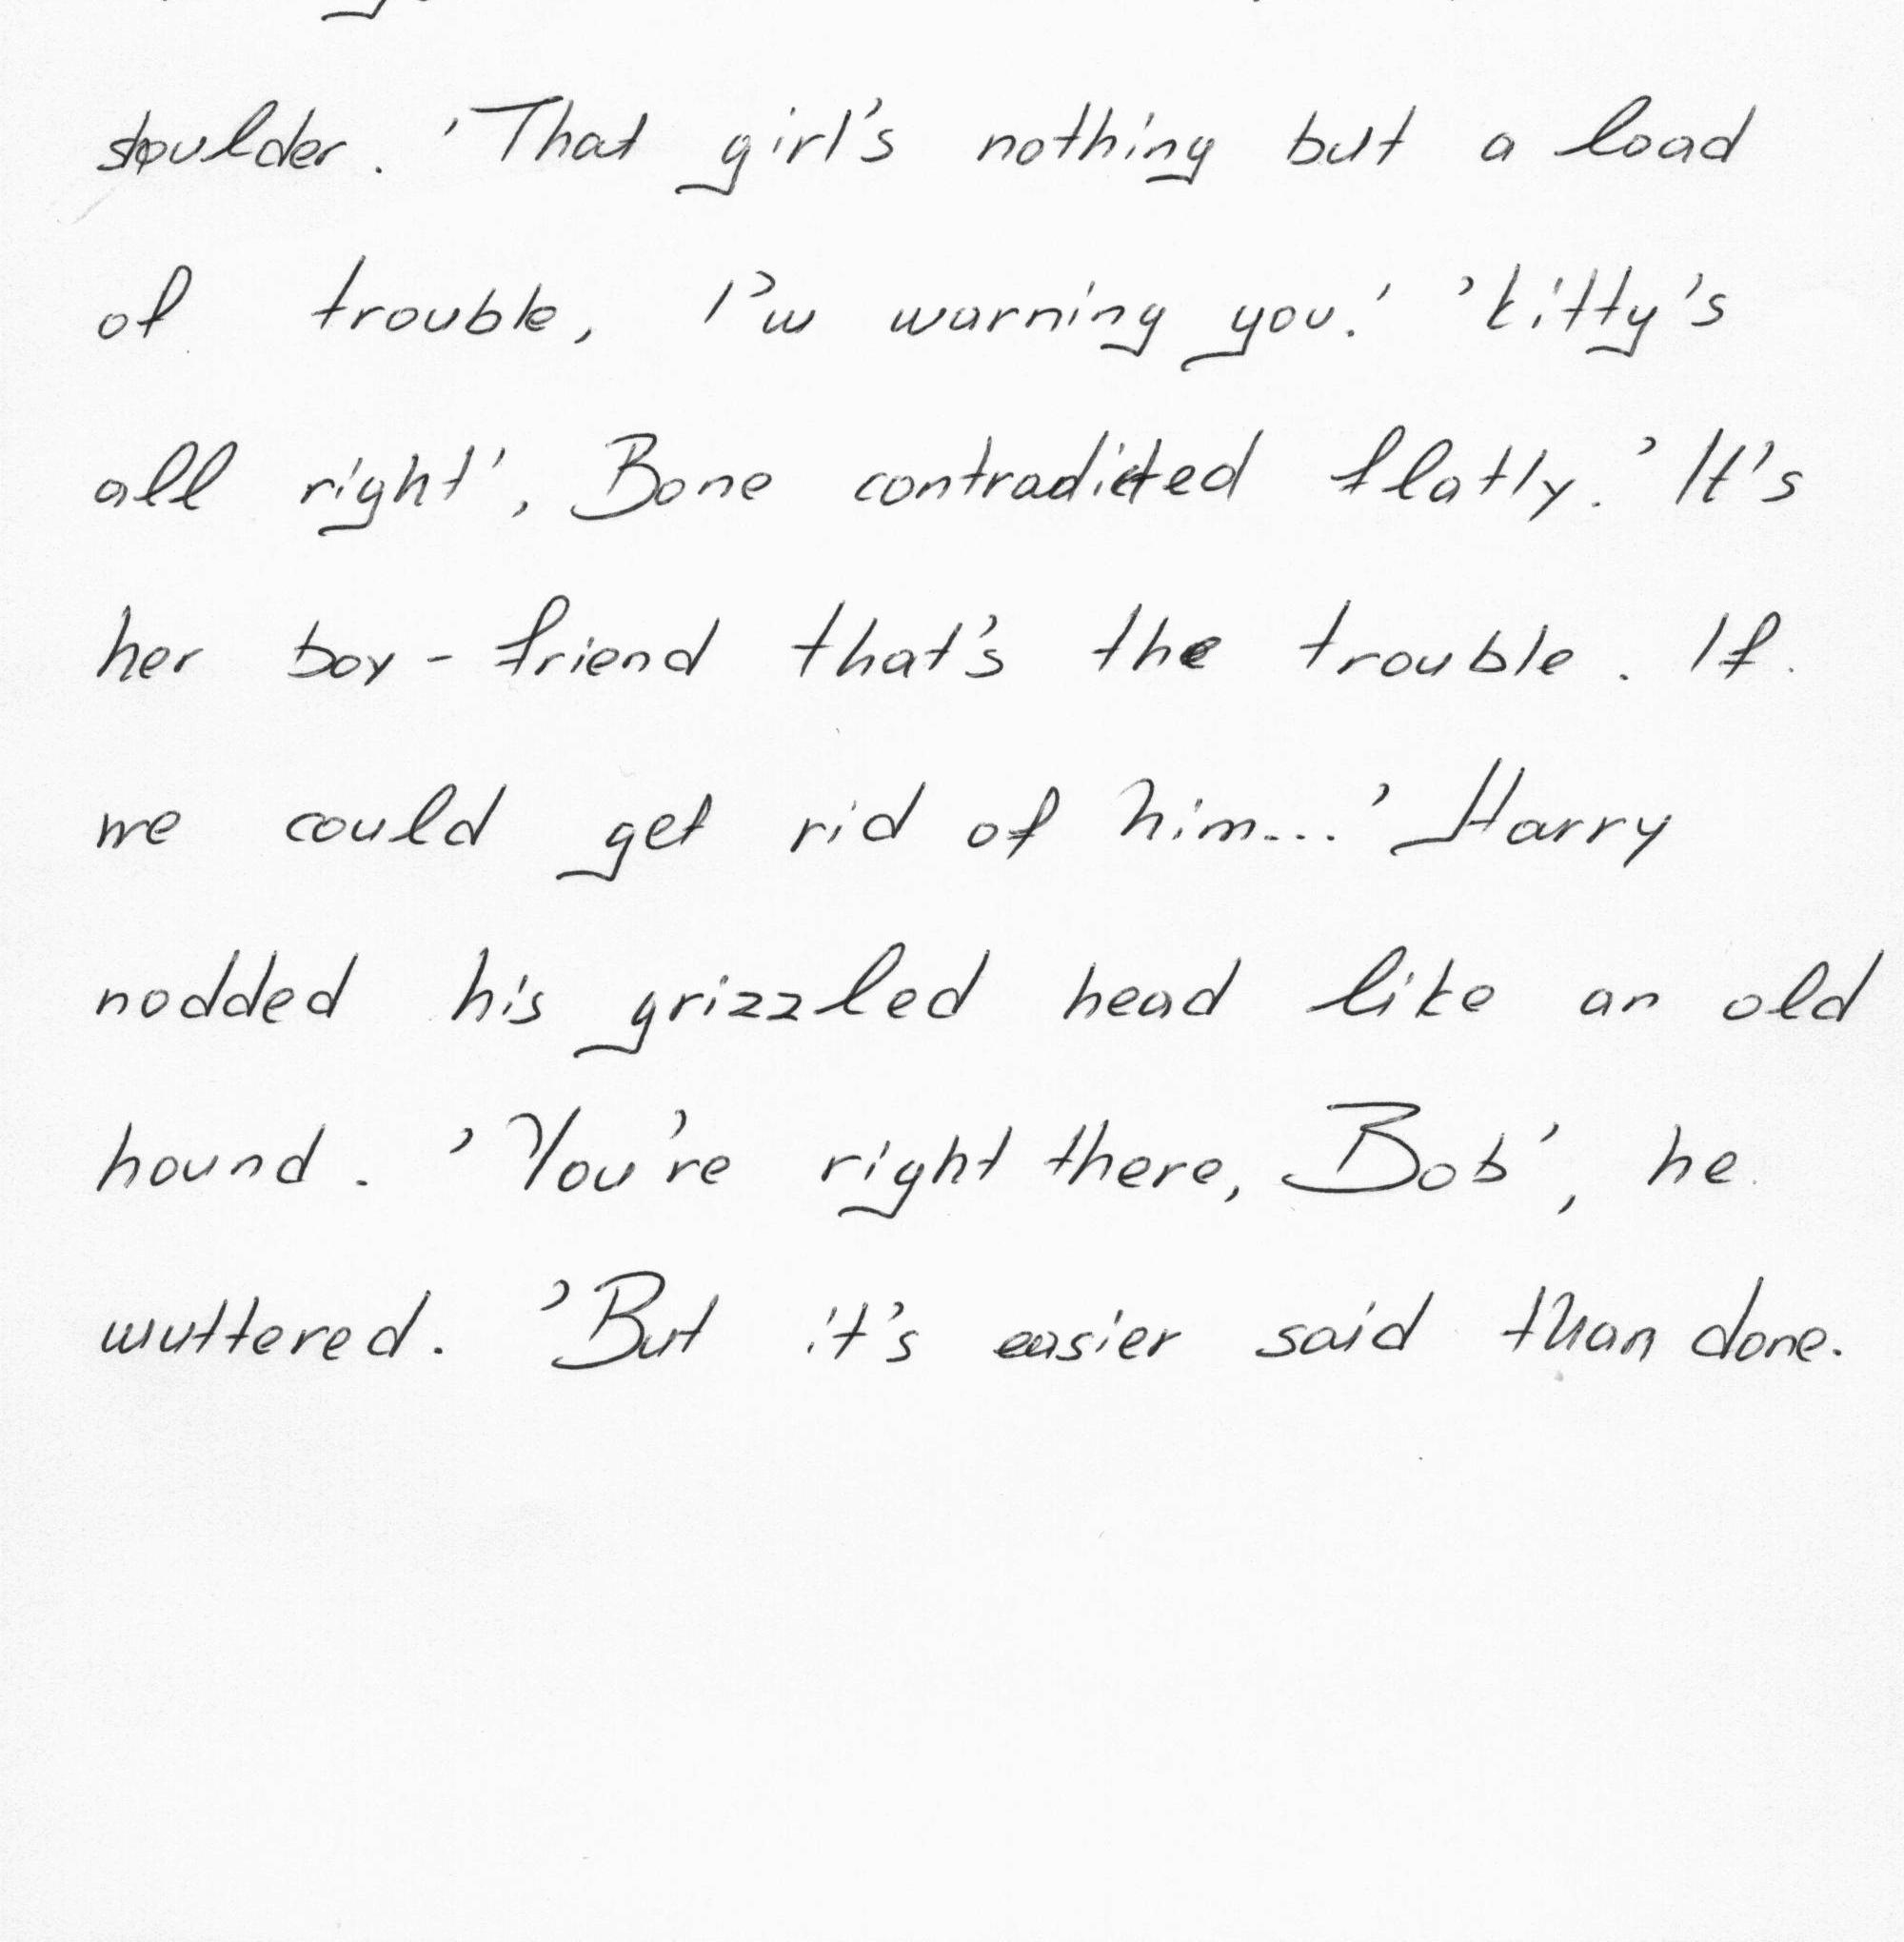 shoulder. 'That girl's nothing but a load
of trouble, I'm warning you.' 'Kitty's
all right', Bone contradicted flatly. 'It's
her boy-friend that's the trouble. If
we could get rid of him...' Harry
nodded his grizzled head like an old
hound. 'You're right there, Bob', he
muttered. 'But it's easier said than done.